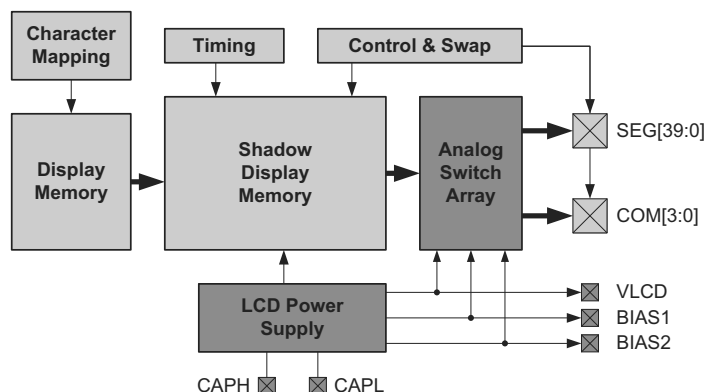 Character
Mapping
Timing
Control & Swap
Display
Memory
Shadow
Display
Memory
Analog
Switch
Array
SEG[39:0]
COM[3:0]
LCD Power
Supply
VLCD
BIAS1
BIAS2
CAPH
CAPL